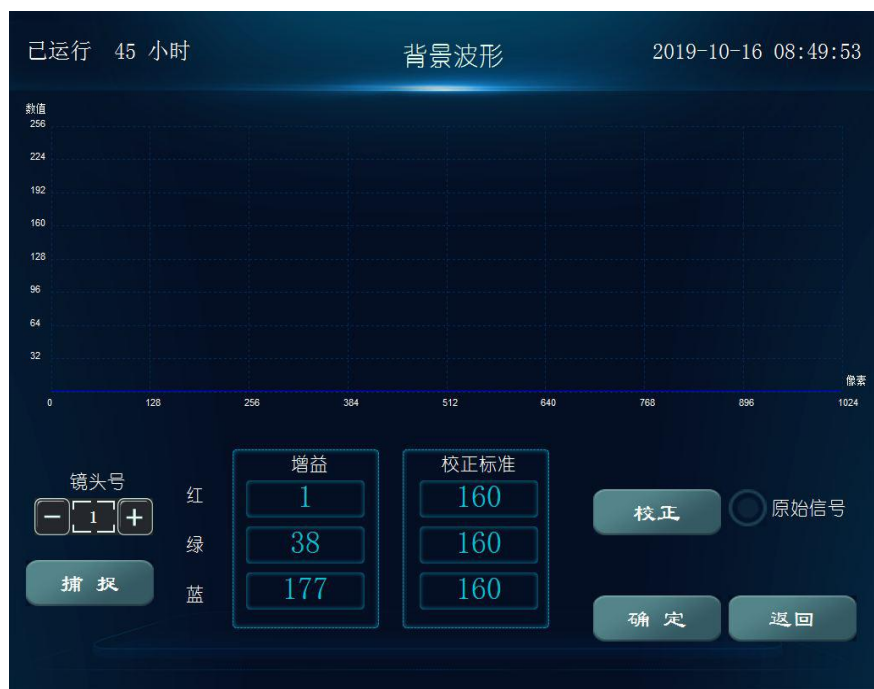 已运行 45 小时 背景波形 2019-10-16 08:49:53
数值
256
224
192
160
128
96
64
32
像素
0 128 256 384 512 640 768 896 1024
增益 校正标准
镜头号
红 1 160
− 1 + 校正 原始信号
绿 38 160
捕捉
蓝 177 160
确定 返回